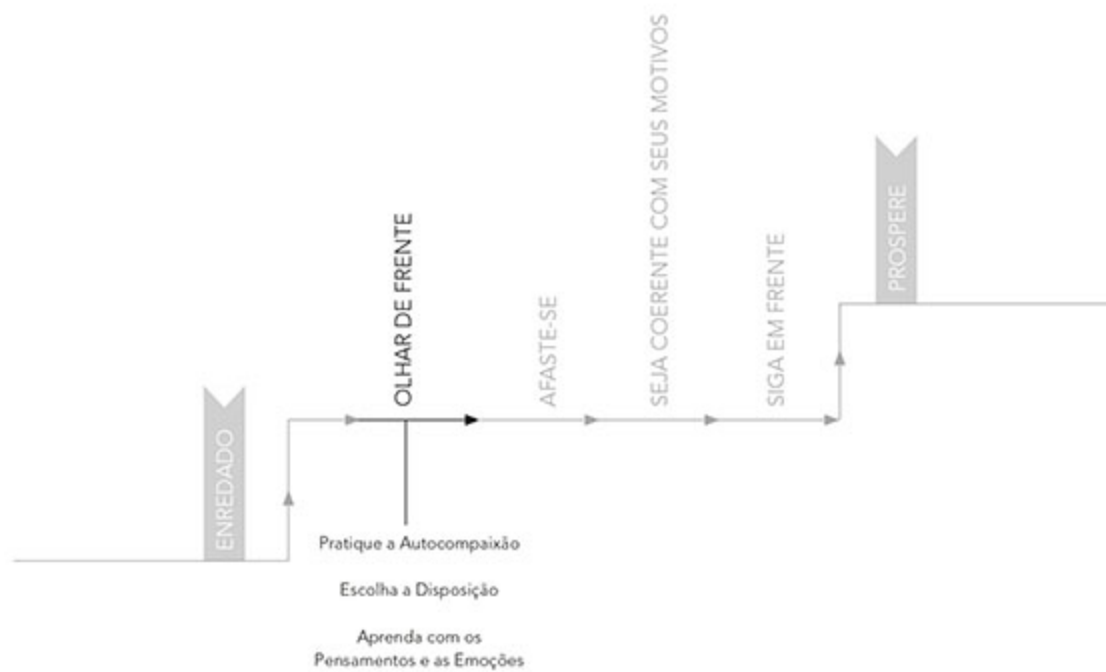 ENREDADO
OLHAR DE FRENTE
AFASTE-SE
SEJA COERENTE COM SEUS MOTIVOS
SIGA EM FRENTE
PROSPERE
Pratique a Autocompaixão
Escolha a Disposição
Aprenda com os
Pensamentos e as Emoções